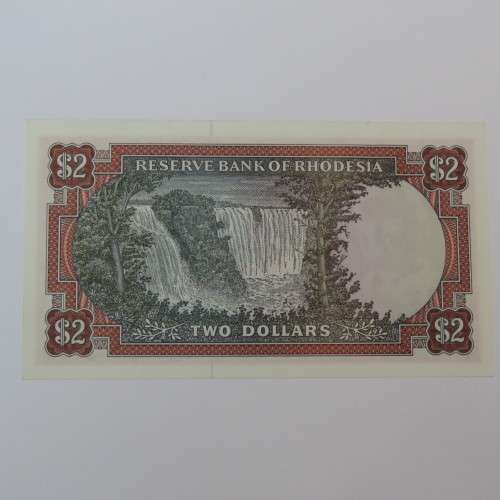 RESERVE BANK OF RHODESIA
$2 $2
$2 $2
TWO DOLLARS